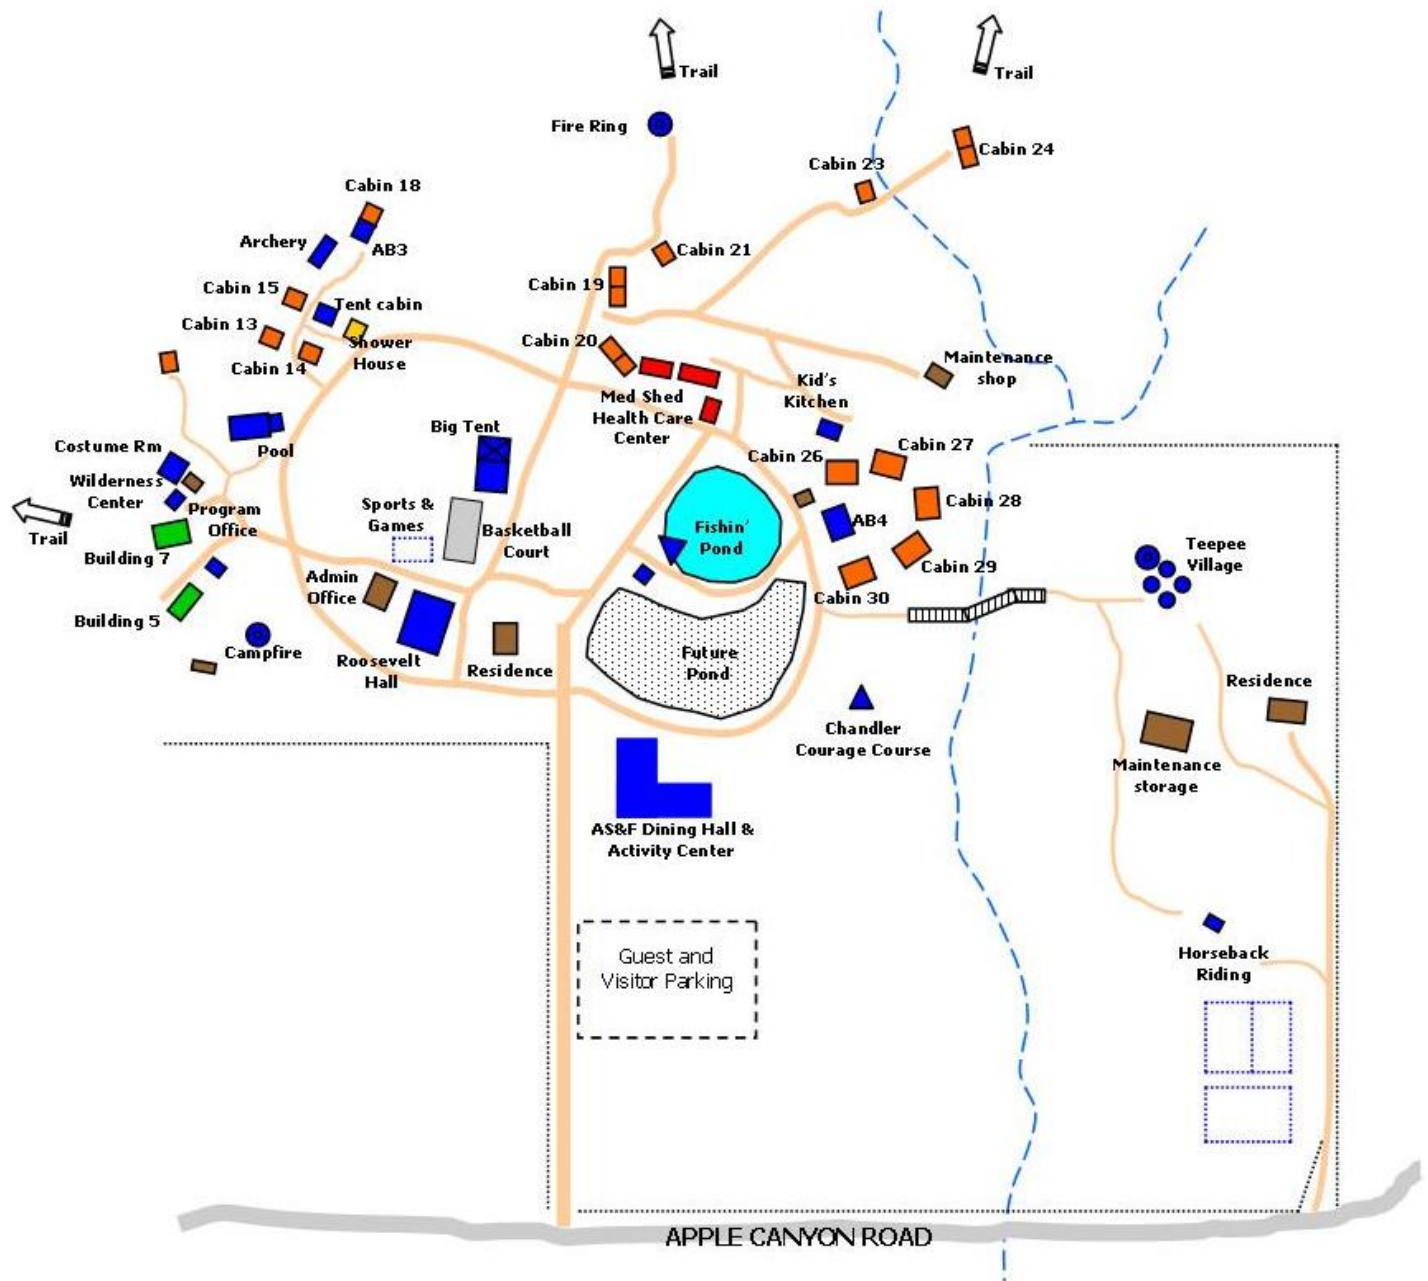 Trail
Trail
Fire Ring
Cabin 24
Cabin 23
Cabin 18
Archery
AB3
Cabin 21
Cabin 19
Cabin 15
Tent cabin
Cabin 13
Shower
House
Cabin 14
Cabin 20
Maintenance
shop
Kid's
Kitchen
Med Shed
Health Care
Center
Big Tent
Pool
Costume Rm
Wilderness
Center
Program
Office
Trail
Building 7
Building 5
Sports &
Games
Basketball
Court
Cabin 26
Cabin 27
Cabin 28
AB4
Cabin 29
Cabin 30
Fishin'
Pond
Teepee
Village
Admin
Office
Campfire
Roosevelt
Hall
Residence
Future
Pond
Residence
Chandler
Courage Course
Maintenance
storage
AS&F Dining Hall &
Activity Center
Guest and
Visitor Parking
Horseback
Riding
APPLE CANYON ROAD